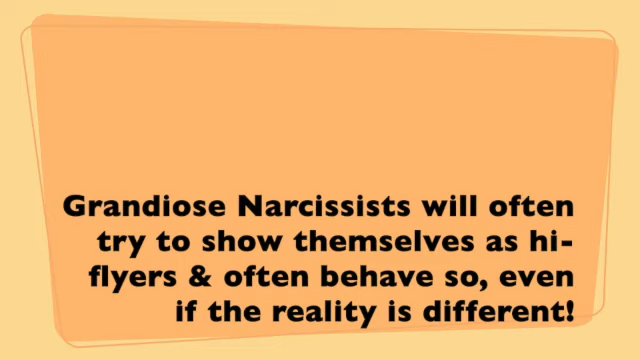 Grandiose Narcissists will often
try to show themselves as hi-
flyers & often behave so, even
if the reality is different!